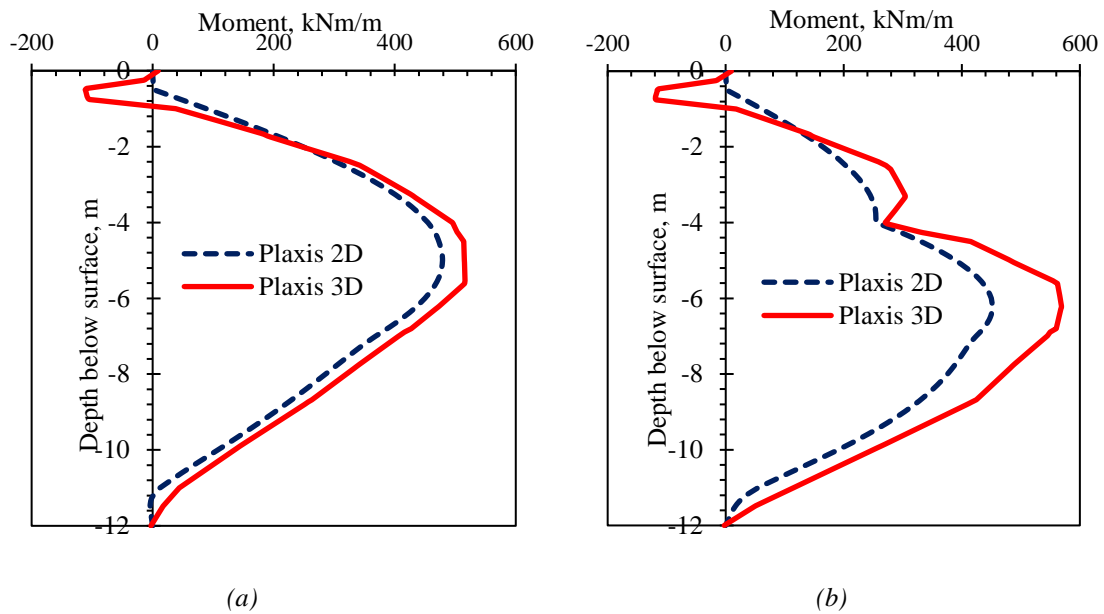 Moment, kNm/m
-200 0 200 400 600
0
-2
-4
-6
-8
-10
-12
Depth below surface, m
Plaxis 2D
Plaxis 3D
(a)
Moment, kNm/m
-200 0 200 400 600
0
-2
-4
-6
-8
-10
-12
Depth below surface, m
Plaxis 2D
Plaxis 3D
(b)